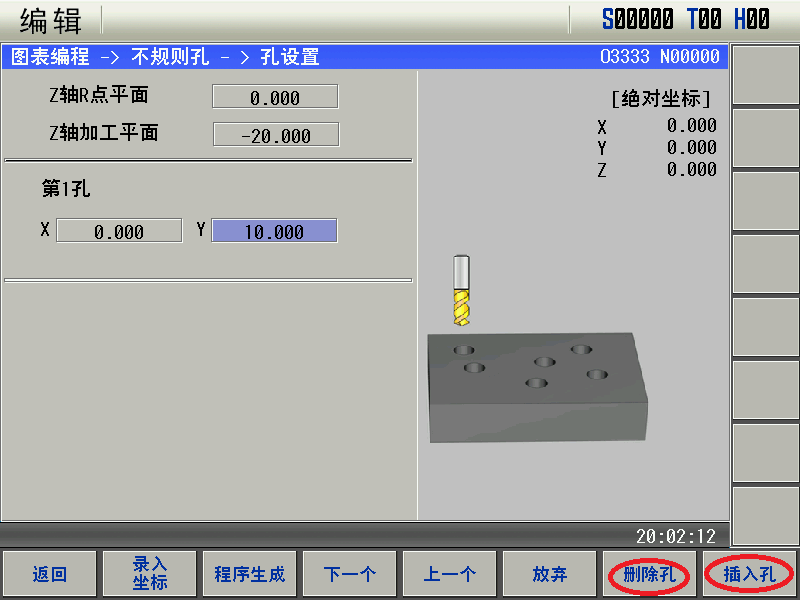 编辑 S00000 T00 H00
图表编程 -> 不规则孔 - > 孔设置 O3333 N00000
Z轴R点平面 0.000
Z轴加工平面 -20.000
[绝对坐标]
X 0.000
Y 0.000
Z 0.000
第1孔
X 0.000 Y 10.000
20:02:12
返回
录入
坐标
程序生成
下一个
上一个
放弃
删除孔
插入孔